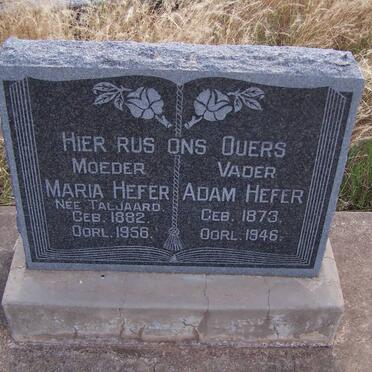 HIER RUS ONS OUERS
MOEDER
MARIA HEFER
NEÉ TALJAARD.
GEB. 1882.
OORL. 1956.
VADER
ADAM HEFER
GEB. 1873.
OORL. 1946.